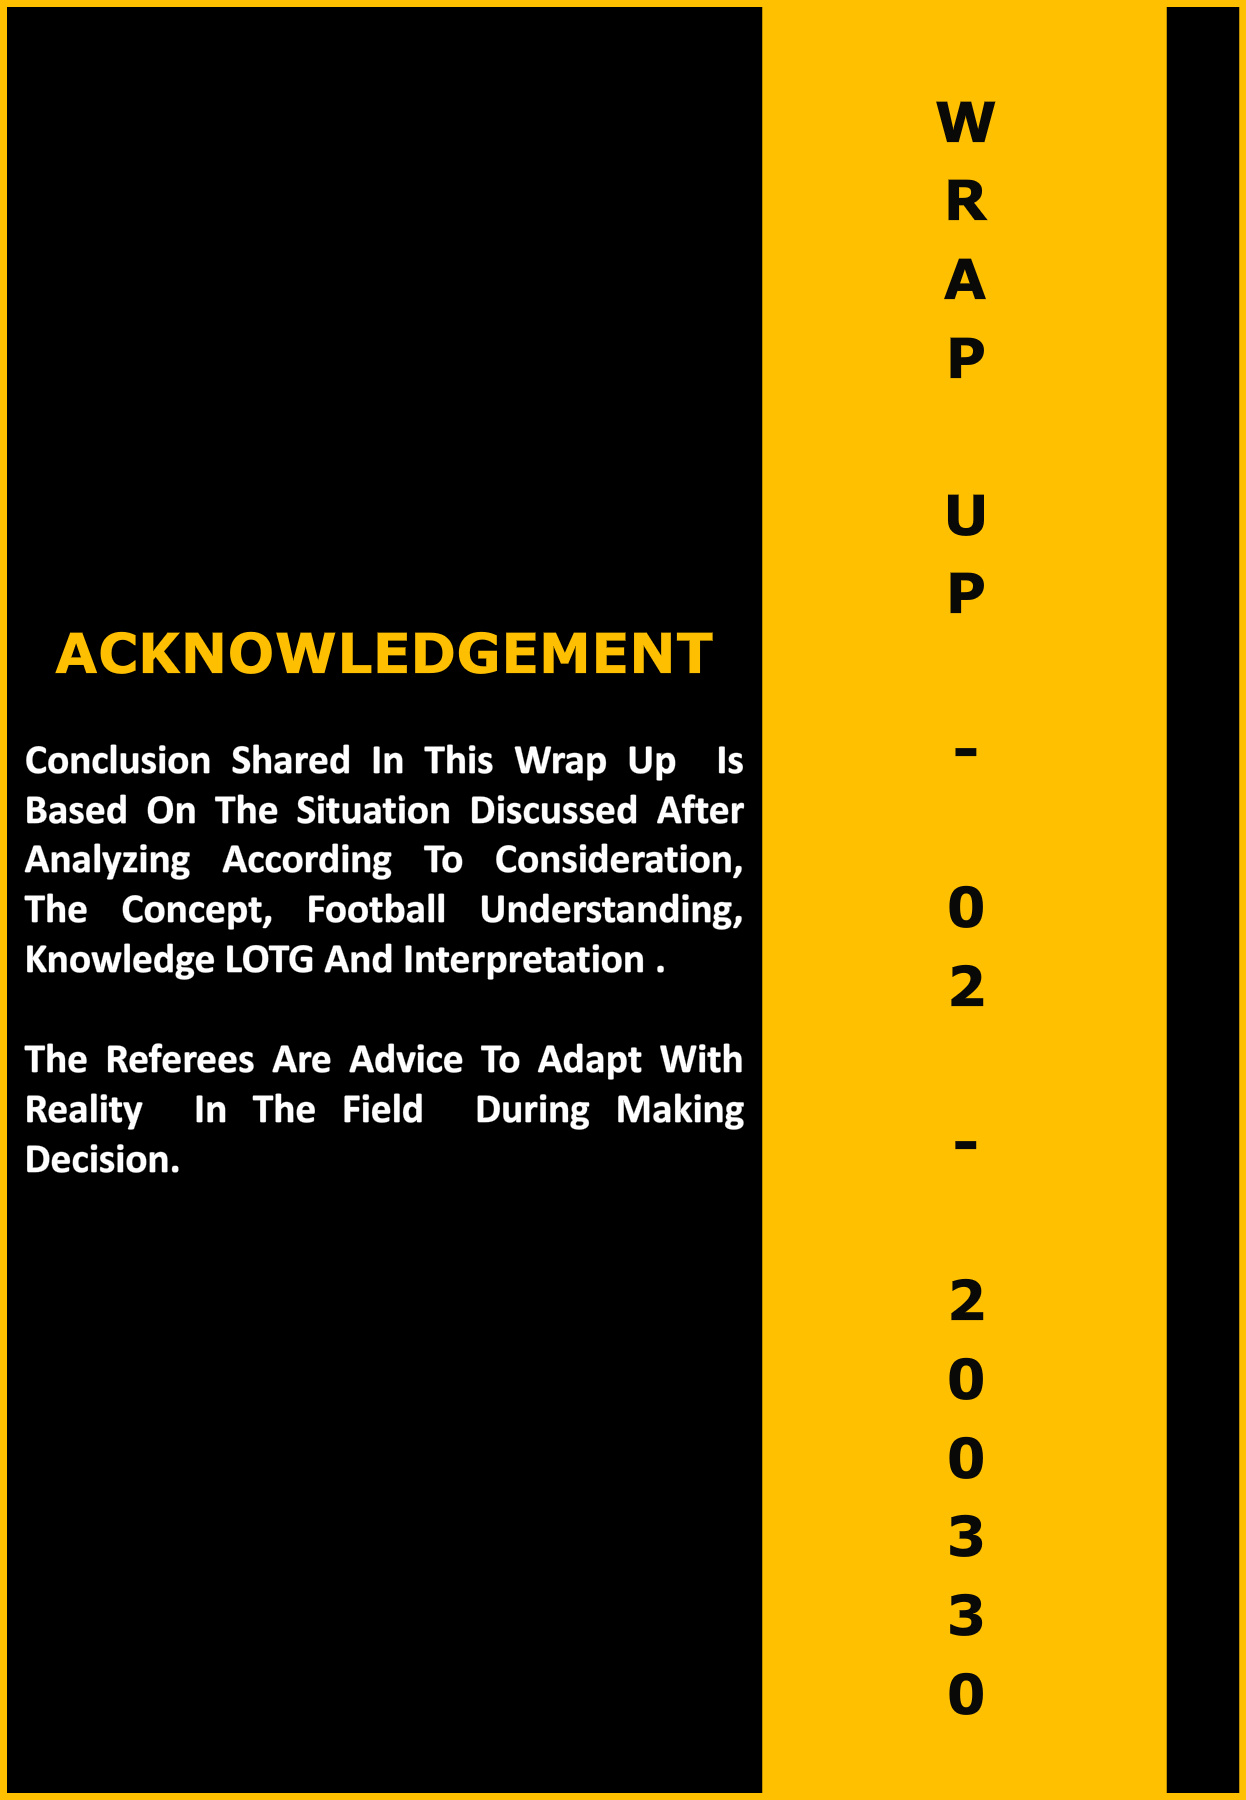 ACKNOWLEDGEMENT
Conclusion Shared In This Wrap Up Is
Based On The Situation Discussed After
Analyzing According To Consideration,
The Concept, Football Understanding,
Knowledge LOTG And Interpretation .
The Referees Are Advice To Adapt With
Reality In The Field During Making
Decision.
W
R
A
P
U
P
-
0
2
-
2
0
0
3
3
0